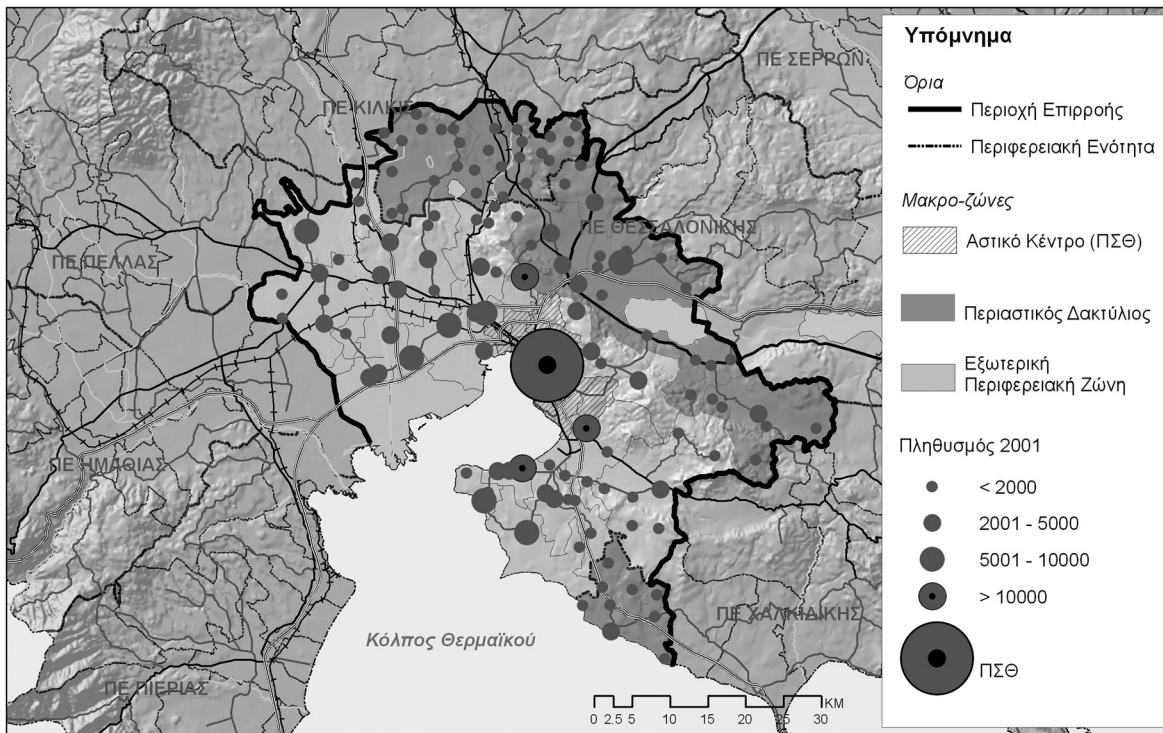 ΠΕ ΣΕΡΡΩΝ
ΠΕ ΚΙΛΚΙΣ
ΠΕ ΘΕΣΣΑΛΟΝΙΚΗΣ
ΠΕ ΠΕΛΛΑΣ
ΠΕ ΗΜΑΘΙΑΣ
ΠΕ ΧΑΛΚΙΔΙΚΗΣ
Κόλπος Θερμαϊκού
ΠΕ ΠΙΕΡΙΑΣ
KM
0 2.5 5 10 15 20 25 30
Υπόμνημα
Όρια
Περιοχή Επιρροής
Περιφερειακή Ενότητα
Μακρο-ζώνες
Αστικό Κέντρο (ΠΣΘ)
Περιαστικός Δακτύλιος
Εξωτερική
Περιφερειακή Ζώνη
Πληθυσμός 2001
< 2000
2001 - 5000
5001 - 10000
> 10000
ΠΣΘ